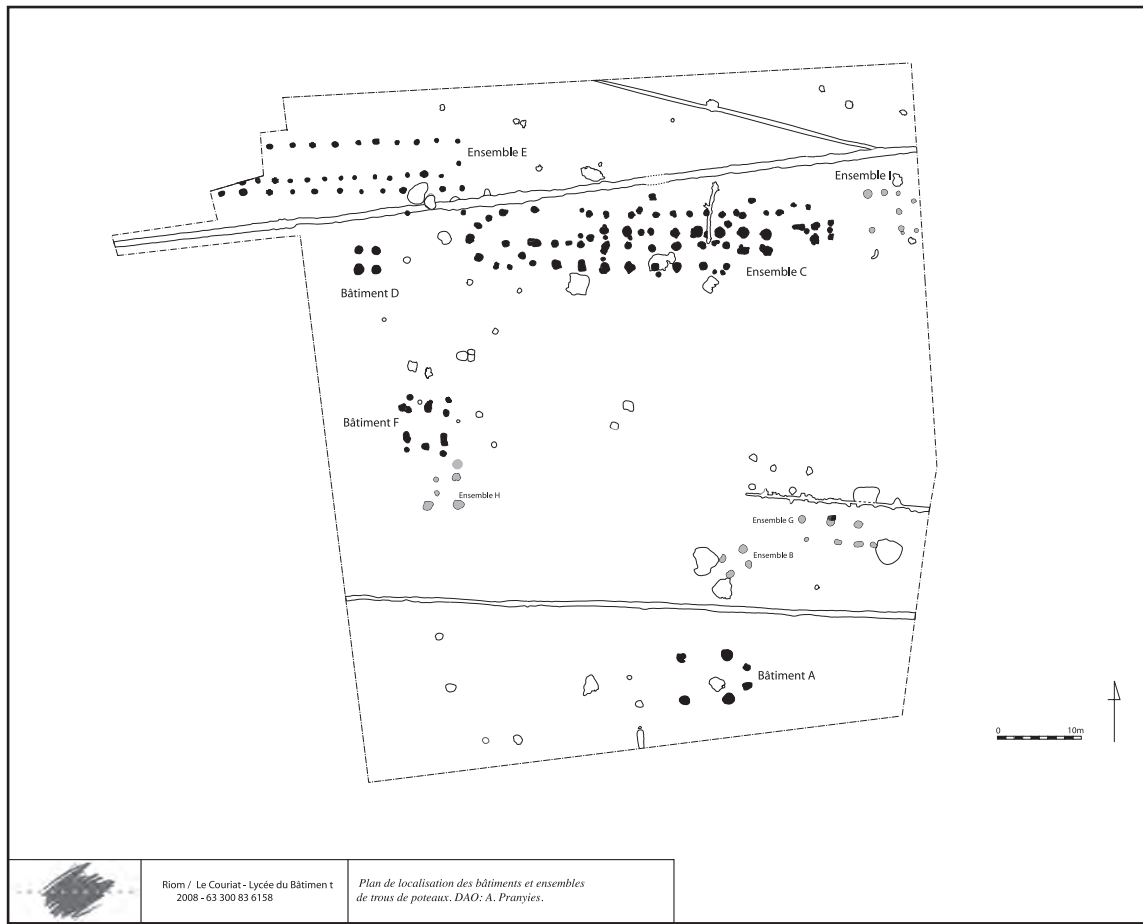 Ensemble E
Ensemble I
Ensemble C
Bâtiment D
Bâtiment F
Ensemble H
Ensemble G
Ensemble B
Bâtiment A
0 10m
Riom / Le Couriat - Lycée du Bâtimen t
2008 - 63 300 83 6158
Plan de localisation des bâtiments et ensembles
de trous de poteaux. DAO: A. Pranyies.